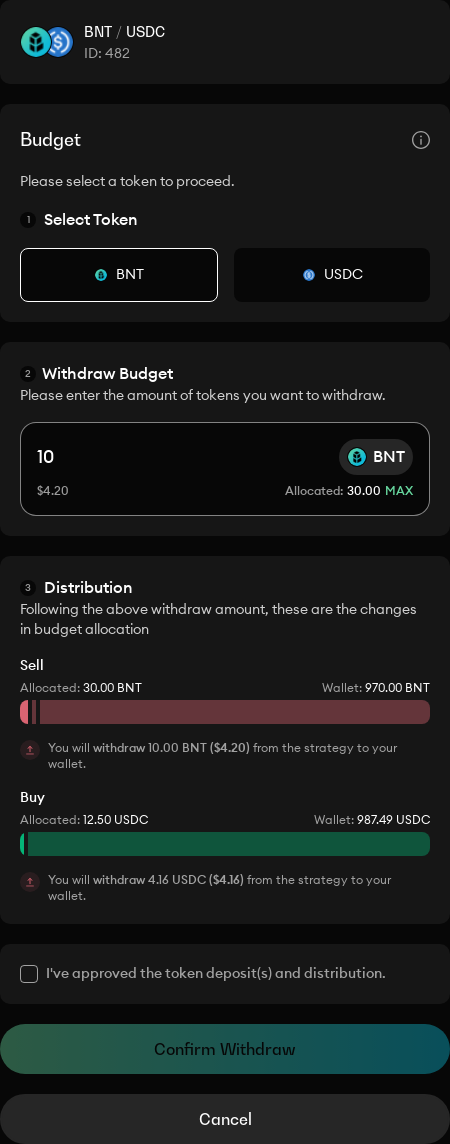 BNT / USDC
ID: 482
Budget
Please select a token to proceed.
1 Select Token
BNT
USDC
2 Withdraw Budget
Please enter the amount of tokens you want to withdraw.
10
BNT
$4.20
Allocated: 30.00 MAX
3 Distribution
Following the above withdraw amount, these are the changes
in budget allocation
Sell
Allocated: 30.00 BNT
Wallet: 970.00 BNT
You will withdraw 10.00 BNT ($4.20) from the strategy to your
wallet.
Buy
Allocated: 12.50 USDC
Wallet: 987.49 USDC
You will withdraw 4.16 USDC ($4.16) from the strategy to your
wallet.
I've approved the token deposit(s) and distribution.
Confirm Withdraw
Cancel